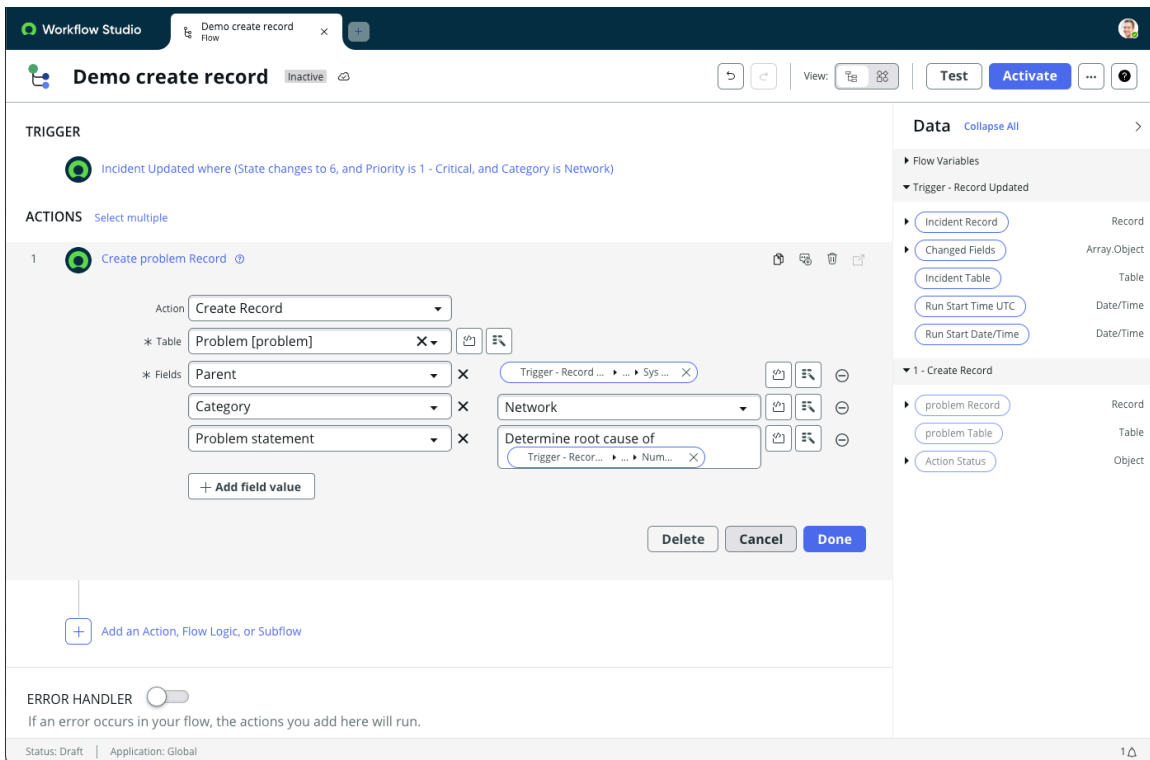 Workflow Studio
Demo create record
Flow
Demo create record Inactive
View: Test Activate
TRIGGER
Incident Updated where (State changes to 6, and Priority is 1 - Critical, and Category is Network)
ACTIONS Select multiple
1 Create problem Record
Action Create Record
* Table Problem [problem]
* Fields Parent Trigger - Record ... ▸ ... ▸ Sys ...
Category Network
Problem statement Determine root cause of
Trigger - Recor... ▸ ... ▸ Num...
+ Add field value
Delete Cancel Done
+ Add an Action, Flow Logic, or Subflow
ERROR HANDLER
If an error occurs in your flow, the actions you add here will run.
Status: Draft | Application: Global
Data Collapse All
Flow Variables
Trigger - Record Updated
Incident Record Record
Changed Fields Array.Object
Incident Table Table
Run Start Time UTC Date/Time
Run Start Date/Time Date/Time
1 - Create Record
problem Record Record
problem Table Table
Action Status Object
1